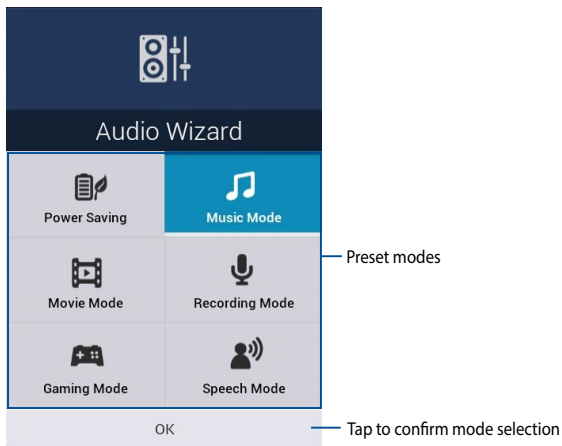 Audio Wizard
Power Saving
Music Mode
Preset modes
Movie Mode
Recording Mode
Gaming Mode
Speech Mode
OK
Tap to confirm mode selection